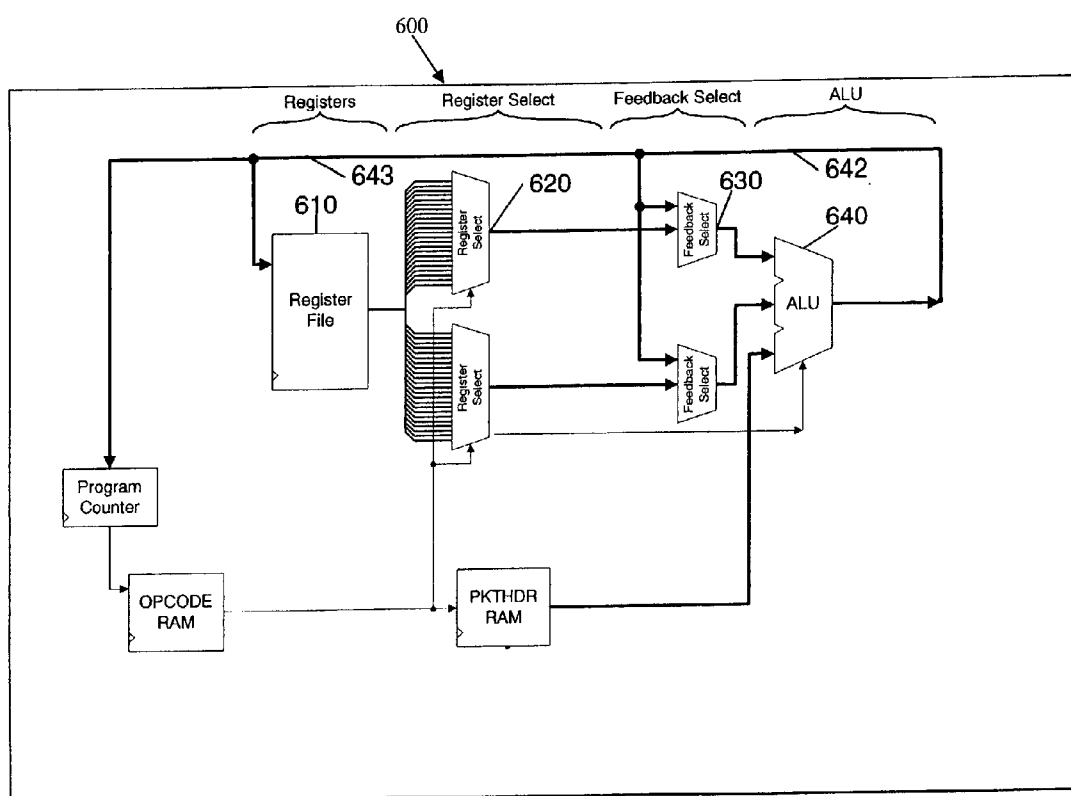 600
Registers
Register Select
Feedback Select
ALU
643
642
610
620
630
640
Register
Select
Feedback
Select
Register
File
ALU
Register
Select
Feedback
Select
Program
Counter
OPCODE
RAM
PKTHDR
RAM